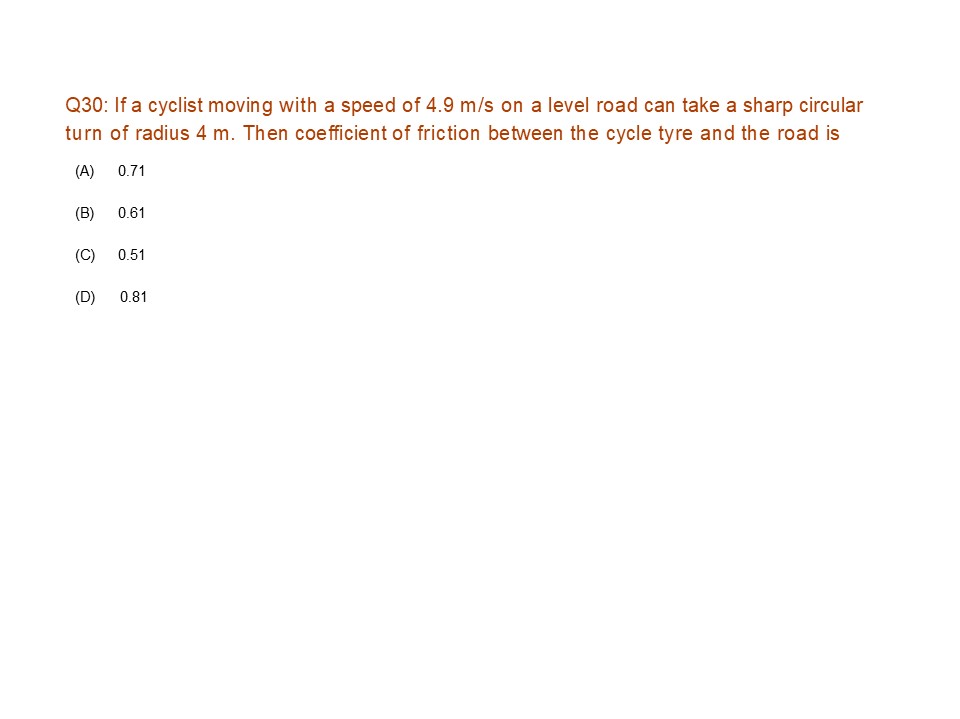 Q30: If a cyclist moving with a speed of 4.9 m/s on a level road can take a sharp circular
turn of radius 4 m. Then coefficient of friction between the cycle tyre and the road is
(A) 0.71
(B) 0.61
(C) 0.51
(D) 0.81